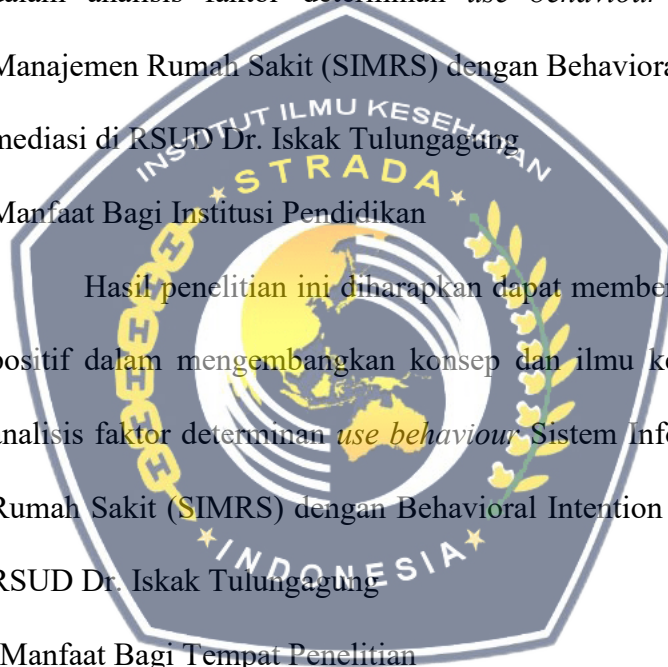 dalam analisis faktor determinan use behaviour
Manajemen Rumah Sakit (SIMRS) dengan Behaviora
mediasi di RSUD Dr. Iskak Tulungagung
Manfaat Bagi Institusi Pendidikan
Hasil penelitian ini diharapkan dapat member
positif dalam mengembangkan konsep dan ilmu k
analisis faktor determinan use behaviour Sistem Info
Rumah Sakit (SIMRS) dengan Behavioral Intention
RSUD Dr. Iskak Tulungagung
Manfaat Bagi Tempat Penelitian
INSTITUT ILMU KESEHATAN
STRADA
INDONESIA